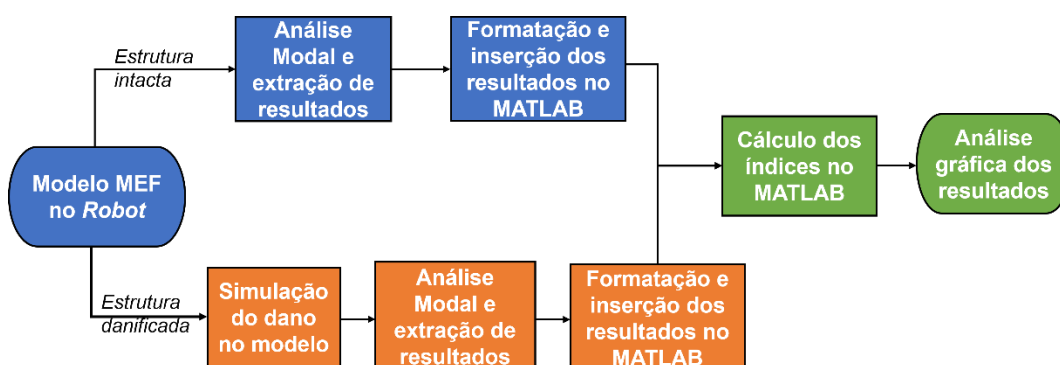 Estrutura
intacta
Análise
Modal e
extração de
resultados
Formatação e
inserção dos
resultados no
MATLAB
Modelo MEF
no Robot
Cálculo dos
índices no
MATLAB
Análise
gráfica dos
resultados
Estrutura
danificada
Simulação
do dano
no modelo
Análise
Modal e
extração de
resultados
Formatação e
inserção dos
resultados no
MATLAB